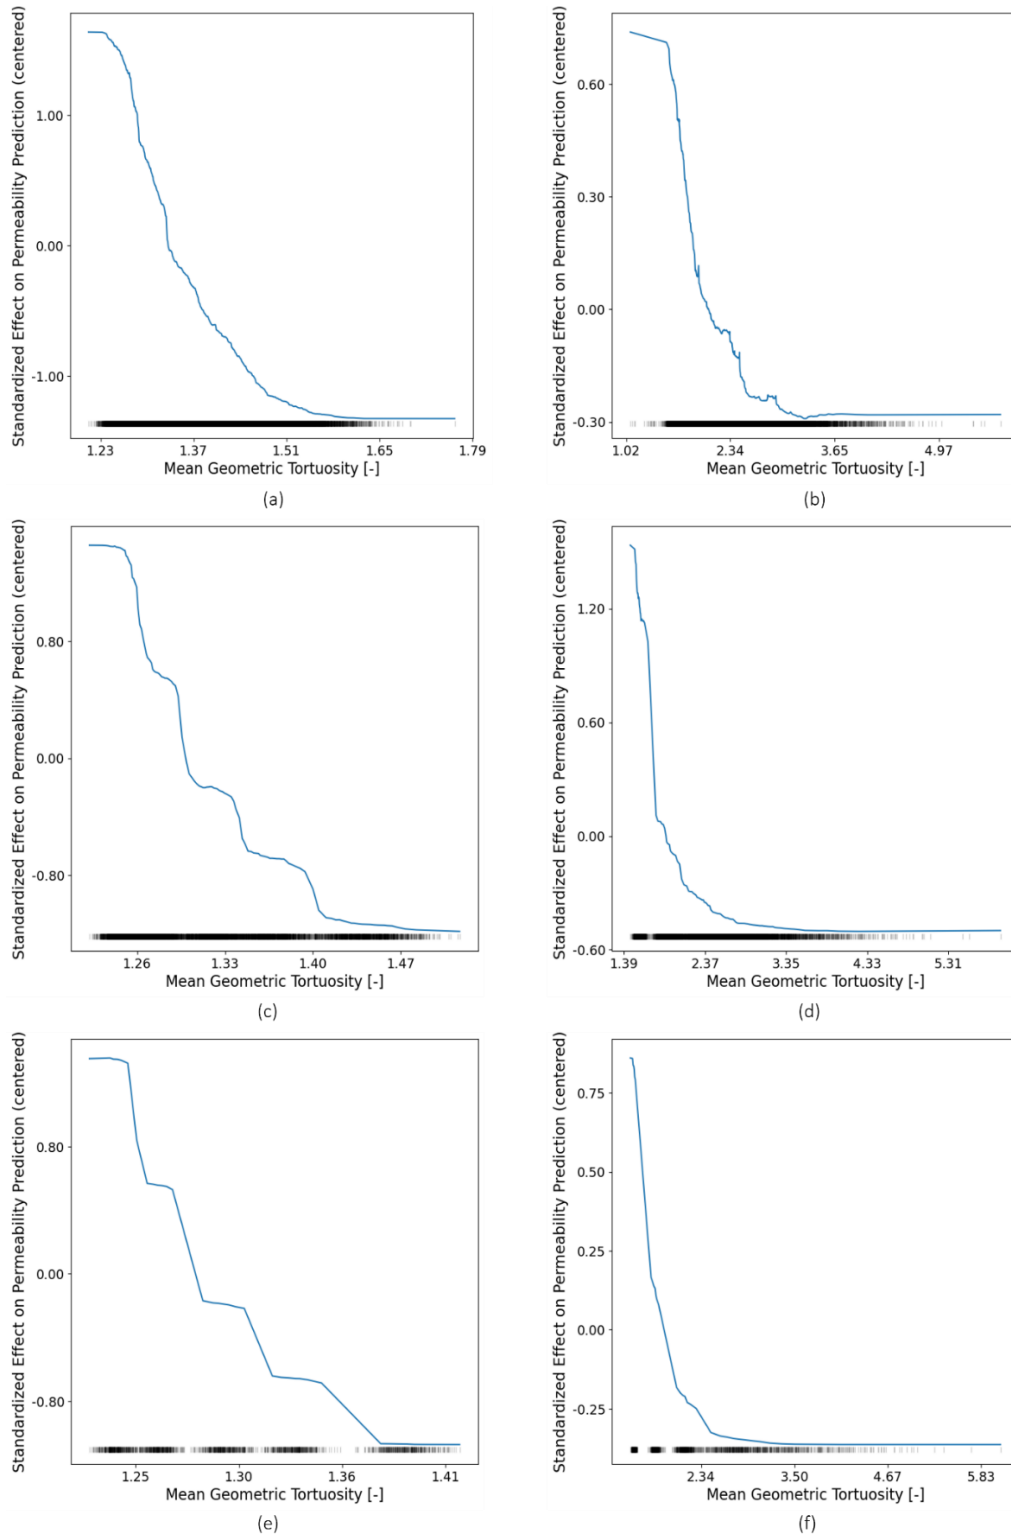 Standardized Effect on Permeability Prediction (centered)
1.00
0.00
-1.00
1.23 1.37 1.51 1.65 1.79
Mean Geometric Tortuosity [-]
(a)
Standardized Effect on Permeability Prediction (centered)
0.60
0.30
0.00
-0.30
1.02 2.34 3.65 4.97
Mean Geometric Tortuosity [-]
(b)
Standardized Effect on Permeability Prediction (centered)
0.80
0.00
-0.80
1.26 1.33 1.40 1.47
Mean Geometric Tortuosity [-]
(c)
Standardized Effect on Permeability Prediction (centered)
1.20
0.60
0.00
-0.60
1.39 2.37 3.35 4.33 5.31
Mean Geometric Tortuosity [-]
(d)
Standardized Effect on Permeability Prediction (centered)
0.80
0.00
-0.80
1.25 1.30 1.36 1.41
Mean Geometric Tortuosity [-]
(e)
Standardized Effect on Permeability Prediction (centered)
0.75
0.50
0.25
0.00
-0.25
2.34 3.50 4.67 5.83
Mean Geometric Tortuosity [-]
(f)